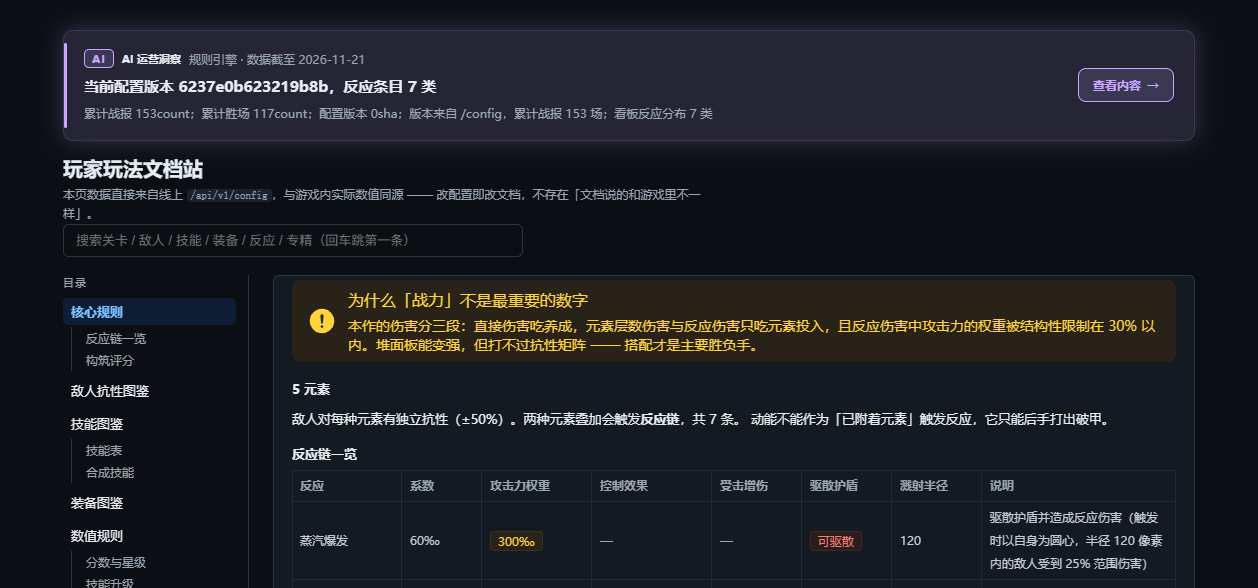 AI AI 运营洞察 规则引擎 · 数据截至 2026-11-21
当前配置版本 6237e0b623219b8b，反应条目 7 类
累计战报 153count；累计胜场 117count；配置版本 0sha；版本来自 /config，累计战报 153 场；看板反应分布 7 类
查看内容 →
玩家玩法文档站
本页数据直接来自线上 /api/v1/config，与游戏内实际数值同源 —— 改配置即改文档，不存在「文档说的和游戏里不一
样」。
搜索关卡 / 敌人 / 技能 / 装备 / 反应 / 专精（回车跳第一条）
目录
核心规则
反应链一览
构筑评分
敌人抗性图鉴
技能图鉴
技能表
合成技能
装备图鉴
数值规则
分数与星级
技能升级
为什么「战力」不是最重要的数字
本作的伤害分三段：直接伤害吃养成，元素层数伤害与反应伤害只吃元素投入，且反应伤害中攻击力的权重被结构性限制在 30% 以
内。堆面板能变强，但打不过抗性矩阵 —— 搭配才是主要胜负手。
5 元素
敌人对每种元素有独立抗性（±50%）。两种元素叠加会触发反应链，共 7 条。 动能不能作为「已附着元素」触发反应，它只能后手打出破甲。
反应链一览
反应 系数 攻击力权重 控制效果 受击增伤 驱散护盾 溅射半径 说明
蒸汽爆发 60‰ 300‰ — — 可驱散 120 驱散护盾并造成反应伤害（触发
时以自身为圆心，半径 120 像素
内的敌人受到 25% 范围伤害）